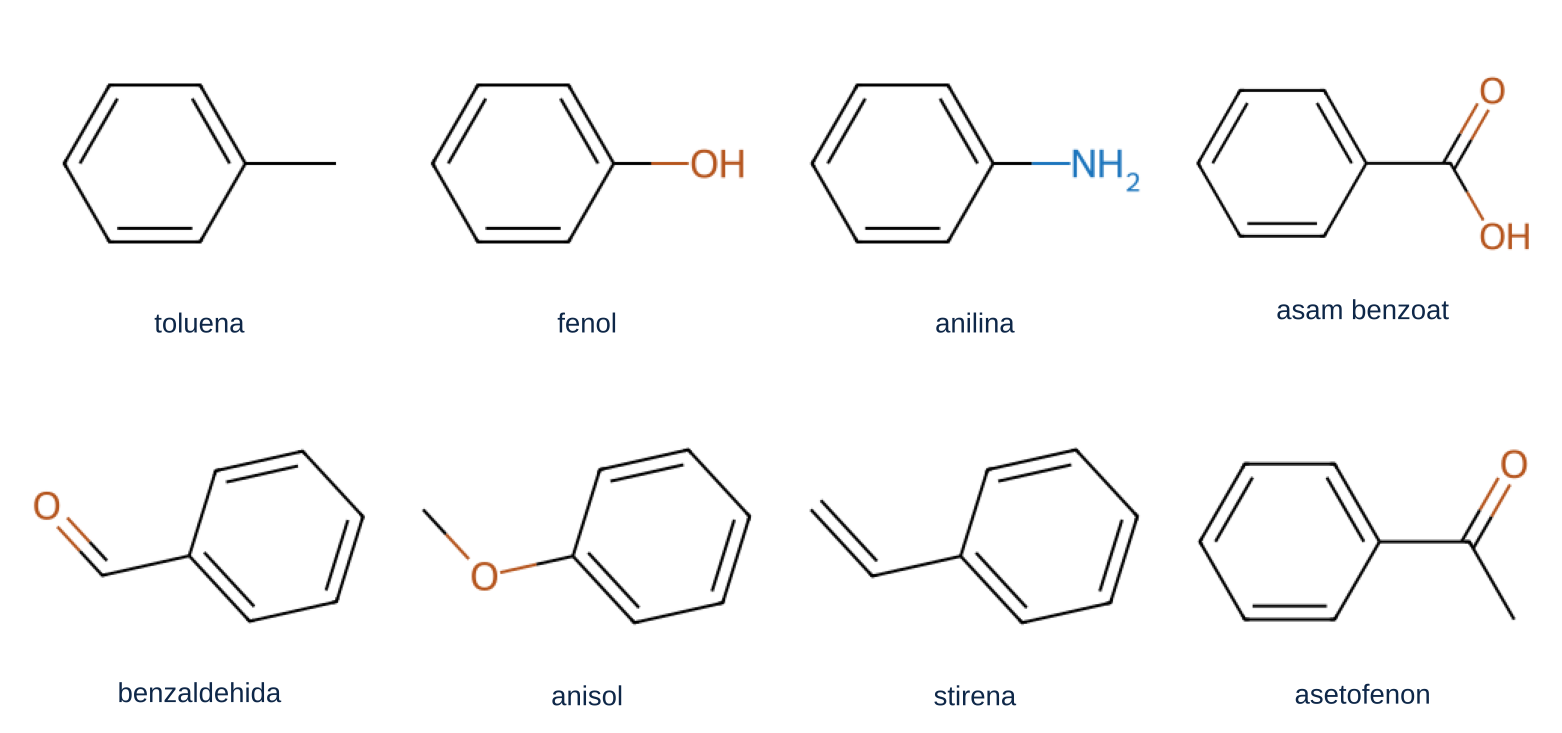 O
OH
NH2
OH
toluena
fenol
anilina
asam benzoat
O
O
O
benzaldehida
anisol
stirena
asetofenon